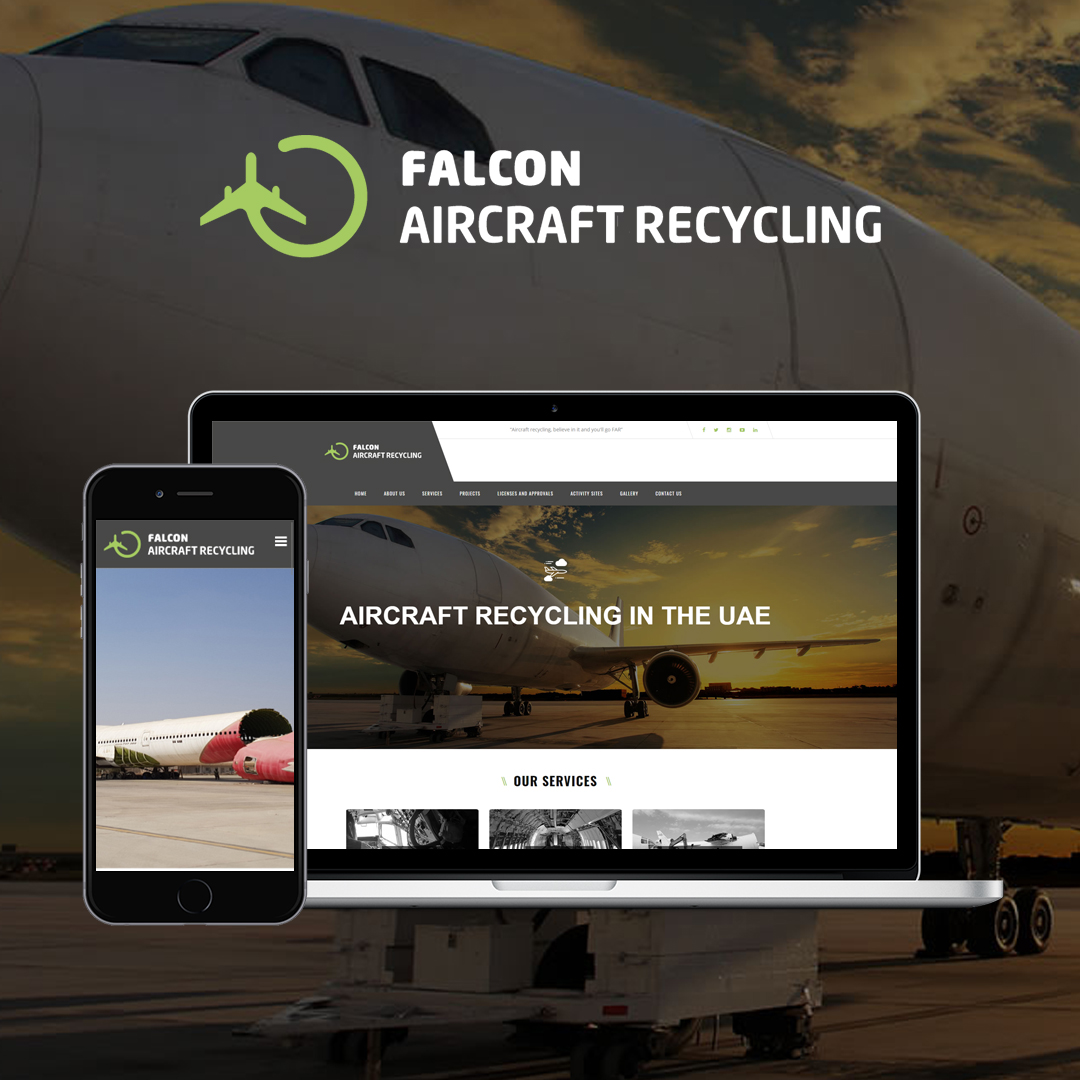 FALCON
AIRCRAFT RECYCLING
"Aircraft recycling, believe in it and you'll go FAR"
FALCON
AIRCRAFT RECYCLING
HOME ABOUT US SERVICES PROJECTS LICENSES AND APPROVALS ACTIVITY SITES GALLERY CONTACT US
AIRCRAFT RECYCLING IN THE UAE
OUR SERVICES
FALCON
AIRCRAFT RECYCLING